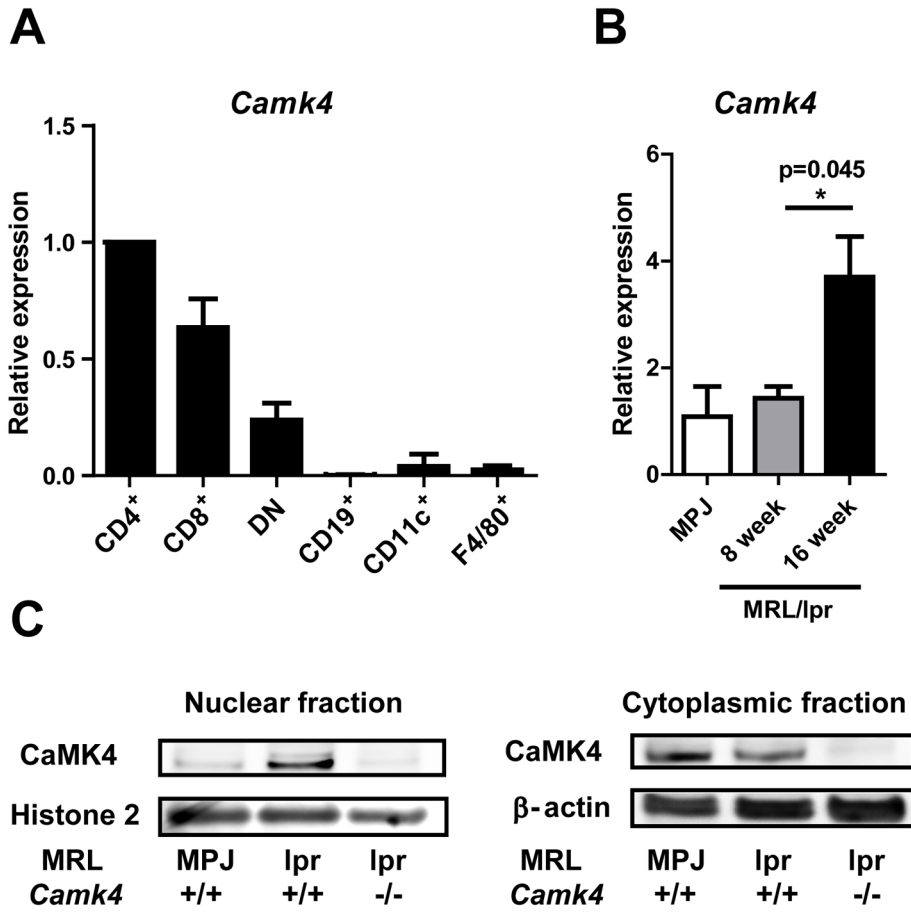 A
Camk4
Relative expression
1.5
1.0
0.5
0.0
CD4⁺
CD8⁺
DN
CD19⁺
CD11c⁺
F4/80⁺
B
Camk4
Relative expression
6
4
2
0
p=0.045
*
MPJ
8 week
16 week
MRL/lpr
C
Nuclear fraction
CaMK4
Histone 2
MRL MPJ lpr lpr
Camk4 +/+ +/+ -/-
Cytoplasmic fraction
CaMK4
β-actin
MRL MPJ lpr lpr
Camk4 +/+ +/+ -/-